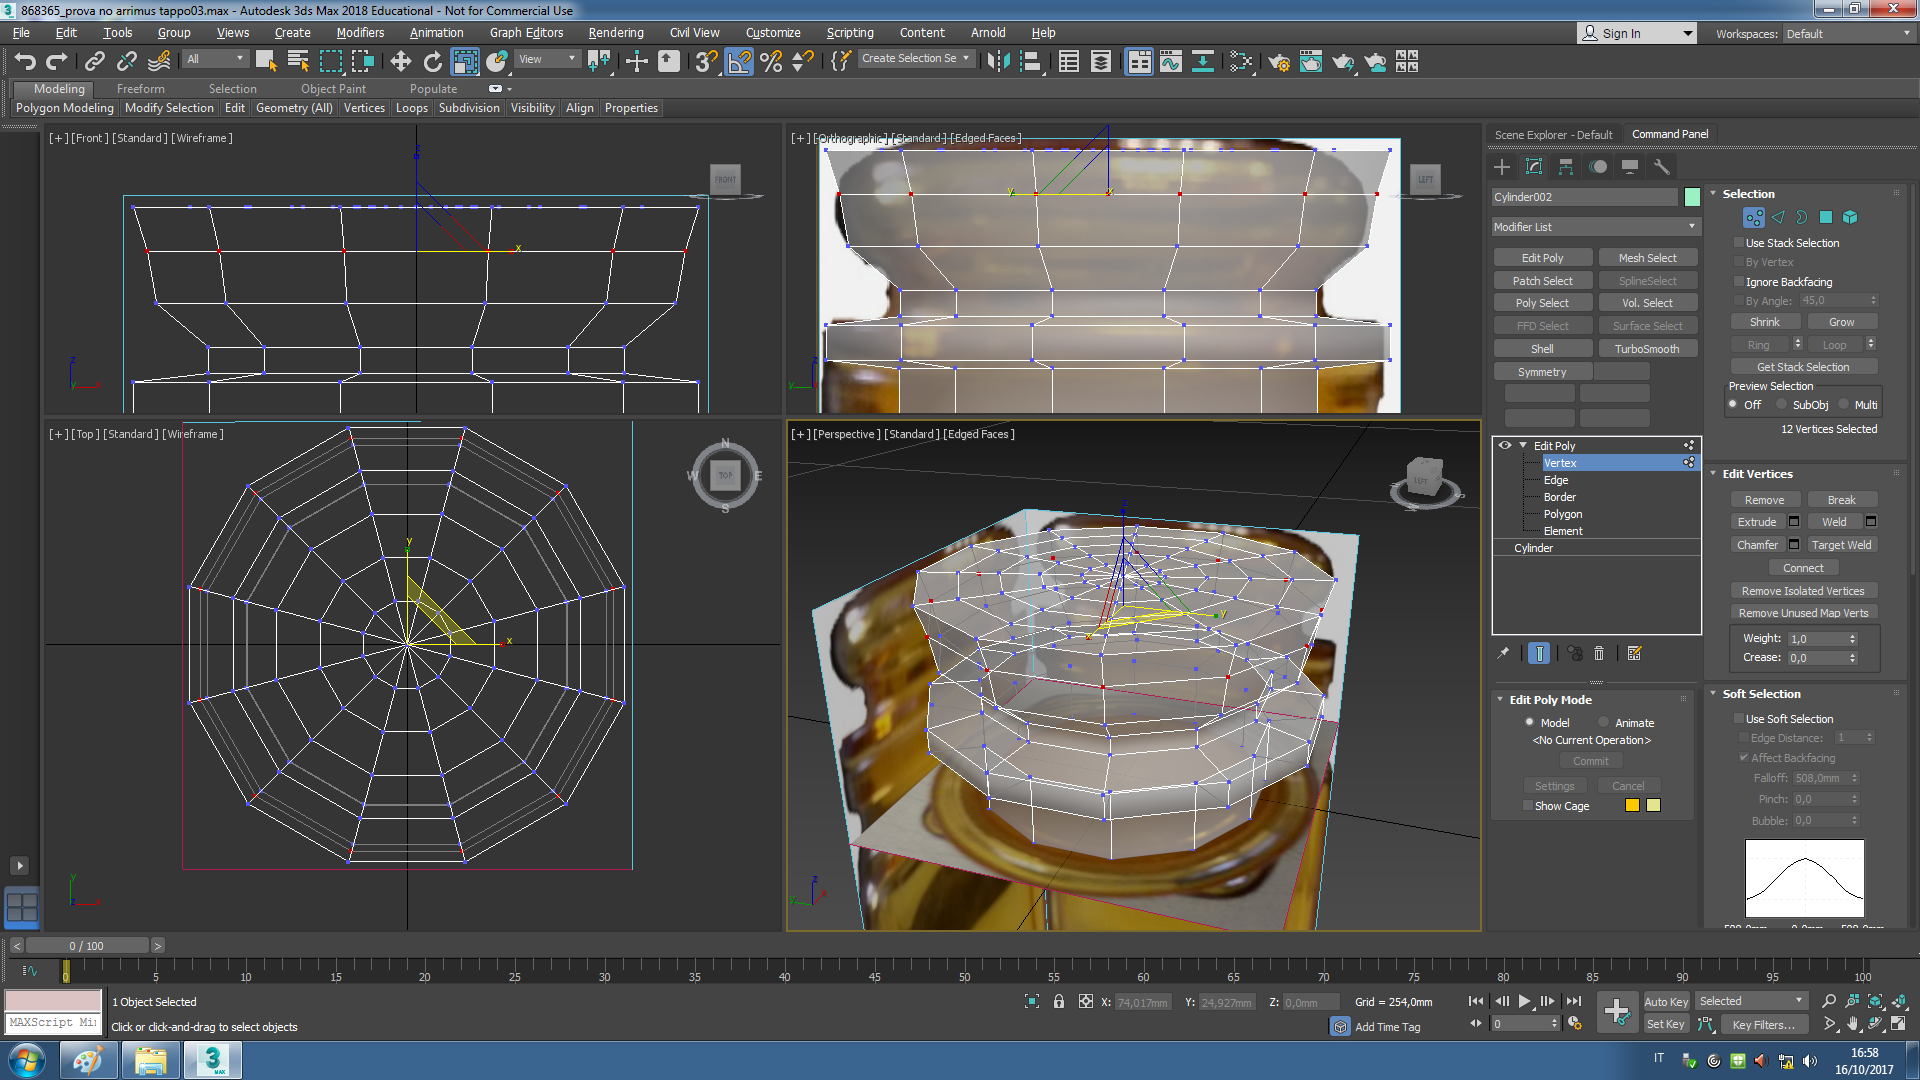 868365_prova no arrimus tappo03.max - Autodesk 3ds Max 2018 Educational - Not for Commercial Use
File Edit Tools Group Views Create Modifiers Animation Graph Editors Rendering Civil View Customize Scripting Content Arnold Help Sign In Workspaces: Default
All View Create Selection Se
Modeling Freeform Selection Object Paint Populate
Polygon Modeling Modify Selection Edit Geometry (All) Vertices Loops Subdivision Visibility Align Properties
[+] [Front] [Standard] [Wireframe]
FRONT
z
x
z
y
[+] [Orthographic] [Standard] [Edged Faces]
LEFT
y
x
z
y
[+] [Top] [Standard] [Wireframe]
N
W TOP E
S
y
x
y
z
[+] [Perspective] [Standard] [Edged Faces]
LEFT
S
y
x
z
y
Scene Explorer - Default Command Panel
Cylinder002
Modifier List
Edit Poly Mesh Select
Patch Select SplineSelect
Poly Select Vol. Select
FFD Select Surface Select
Shell TurboSmooth
Symmetry
Edit Poly
Vertex
Edge
Border
Polygon
Element
Cylinder
Edit Poly Mode
Model Animate
<No Current Operation>
Commit
Settings Cancel
Show Cage
Selection
Use Stack Selection
By Vertex
Ignore Backfacing
By Angle: 45,0
Shrink Grow
Ring Loop
Get Stack Selection
Preview Selection
Off SubObj Multi
12 Vertices Selected
Edit Vertices
Remove Break
Extrude Weld
Chamfer Target Weld
Connect
Remove Isolated Vertices
Remove Unused Map Verts
Weight: 1,0
Crease: 0,0
Soft Selection
Use Soft Selection
Edge Distance: 1
Affect Backfacing
Falloff: 508,0mm
Pinch: 0,0
Bubble: 0,0
< 0 / 100 >
0 5 10 15 20 25 30 35 40 45 50 55 60 65 70 75 80 85 90 95 100
1 Object Selected X: 74,017mm Y: 24,927mm Z: 0,0mm Grid = 254,0mm Auto Key Selected
MAXScript Mi Click or click-and-drag to select objects Add Time Tag 0 Set Key Key Filters...
3
MAX
IT
16:58
16/10/2017